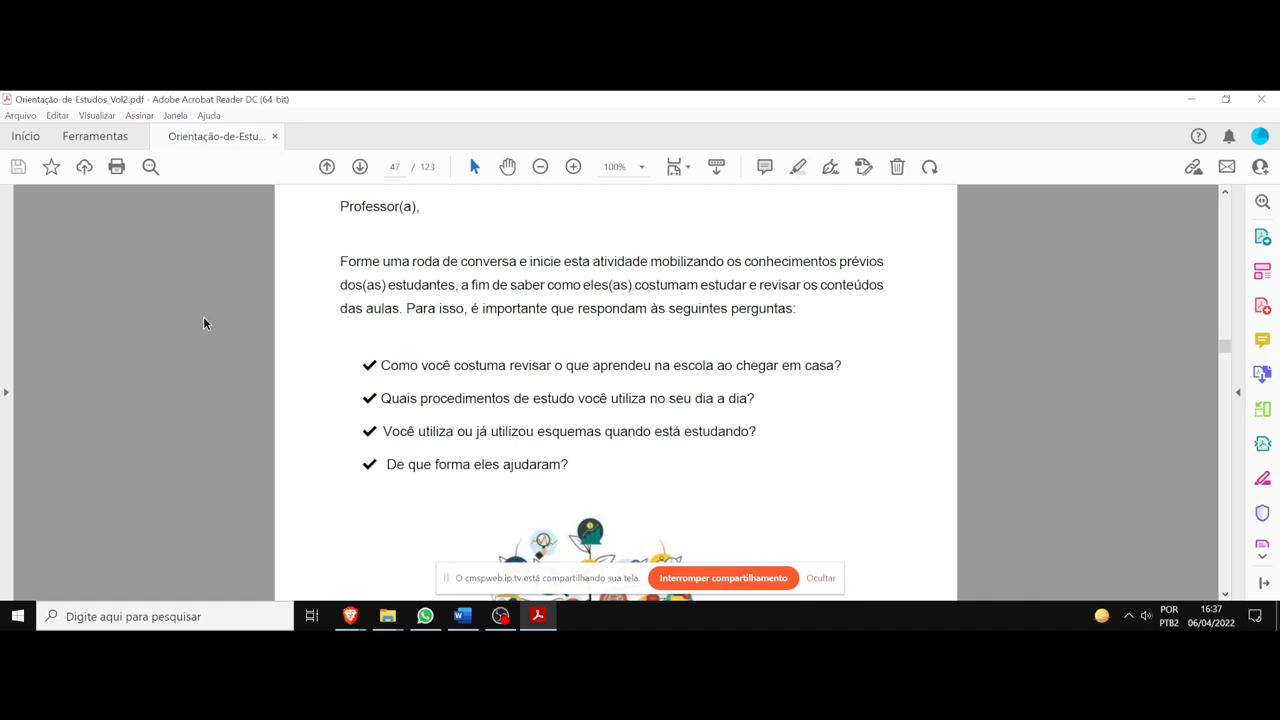 Orientação-de-Estudos_Vol2.pdf - Adobe Acrobat Reader DC (64-bit)
Arquivo Editar Visualizar Assinar Janela Ajuda
Início Ferramentas Orientação-de-Estu... ×
47 / 123 100%
Professor(a),
Forme uma roda de conversa e inicie esta atividade mobilizando os conhecimentos prévios
dos(as) estudantes, a fim de saber como eles(as) costumam estudar e revisar os conteúdos
das aulas. Para isso, é importante que respondam às seguintes perguntas:
✔ Como você costuma revisar o que aprendeu na escola ao chegar em casa?
✔ Quais procedimentos de estudo você utiliza no seu dia a dia?
✔ Você utiliza ou já utilizou esquemas quando está estudando?
✔ De que forma eles ajudaram?
O cmspweb.ip.tv está compartilhando sua tela. Interromper compartilhamento Ocultar
Digite aqui para pesquisar
POR 16:37
PTB2 06/04/2022